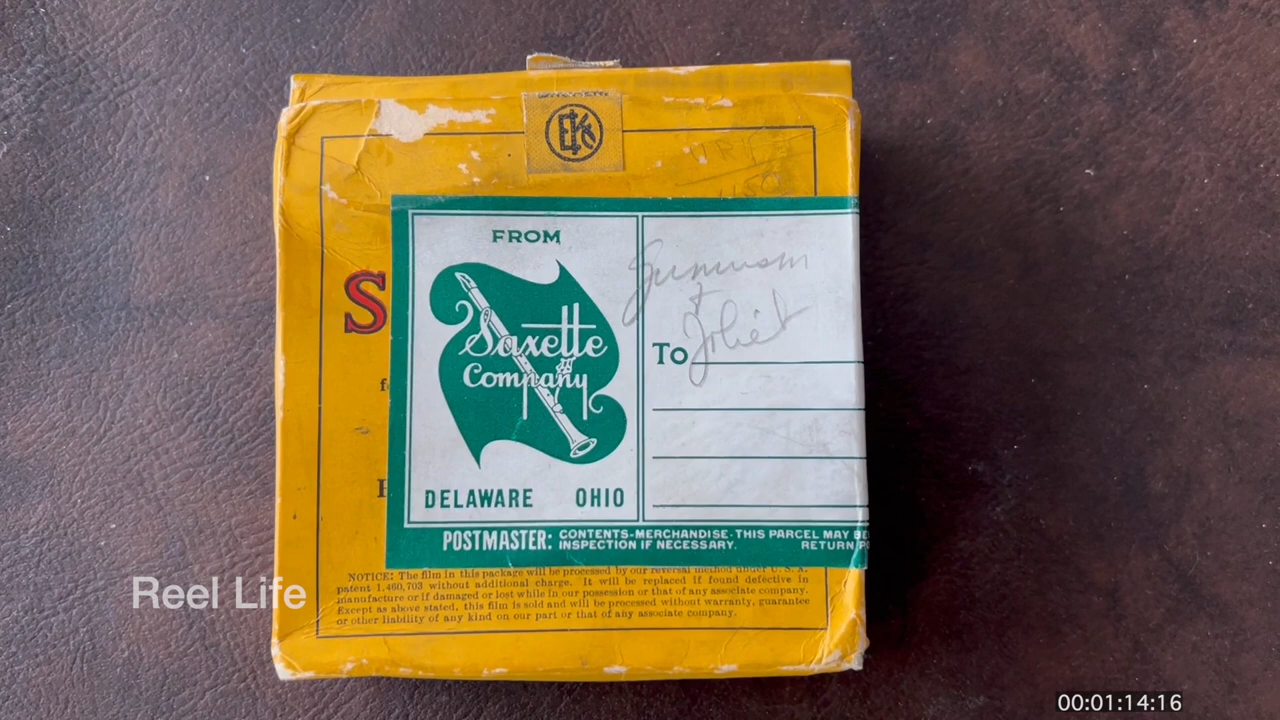 EK
S
FROM
Saxette
Company
DELAWARE OHIO
To
Joliet
POSTMASTER: CONTENTS-MERCHANDISE-THIS PARCEL MAY BE
INSPECTION IF NECESSARY. RETURN PO
NOTICE: The film in this package will be processed by our reversal method under U. S. A.
patent 1,460,703 without additional charge. It will be replaced if found defective in
manufacture or if damaged or lost while in our possession or that of any associate company.
Except as above stated, this film is sold and will be processed without warranty, guarantee
or other liability of any kind on our part or that of any associate company.
Reel Life
00:01:14:16